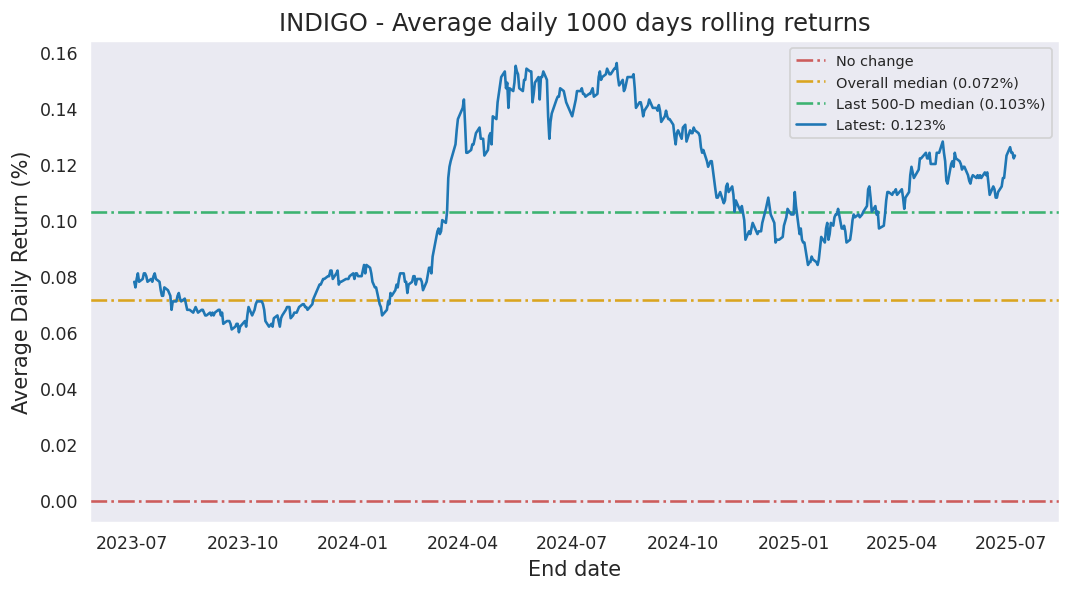 INDIGO - Average daily 1000 days rolling returns
No change
Overall median (0.072%)
Last 500-D median (0.103%)
Latest: 0.123%
Average Daily Return (%)
0.16
0.14
0.12
0.10
0.08
0.06
0.04
0.02
0.00
2023-07 2023-10 2024-01 2024-04 2024-07 2024-10 2025-01 2025-04 2025-07
End date